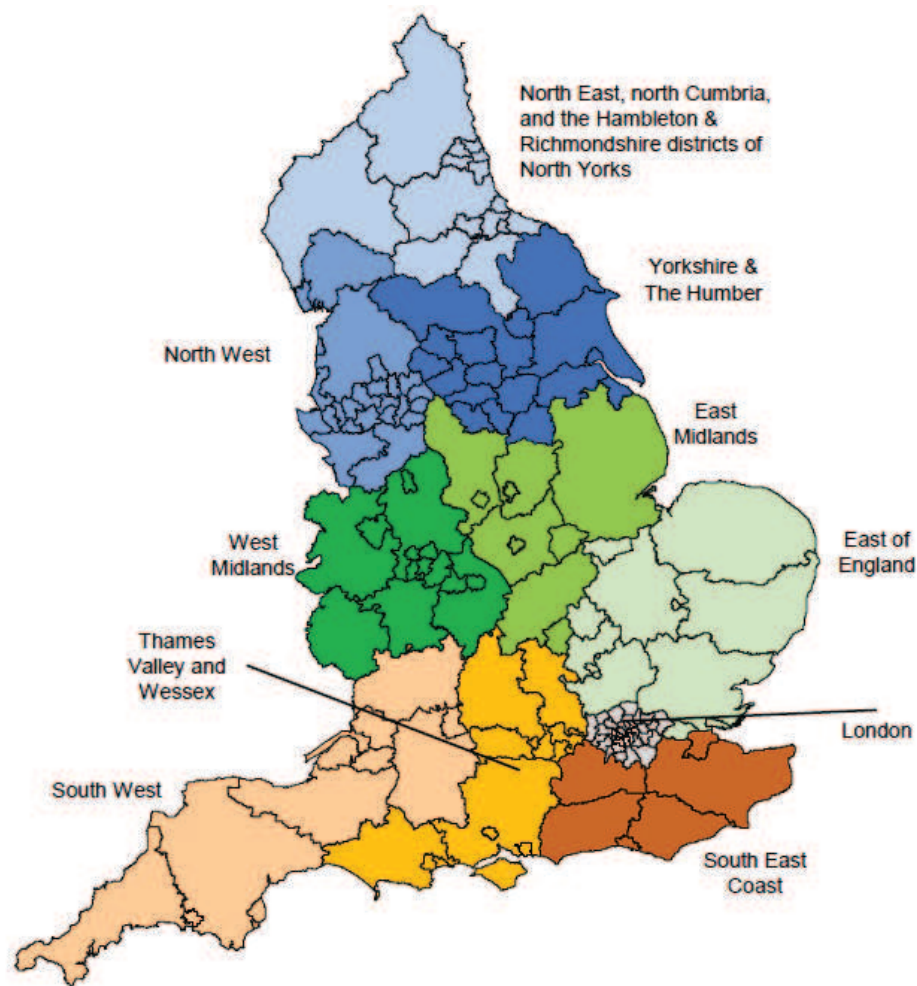 North East, north Cumbria,
and the Hambleton &
Richmondshire districts of
North Yorks
Yorkshire &
The Humber
North West
East
Midlands
West
Midlands
East of
England
Thames
Valley and
Wessex
London
South West
South East
Coast